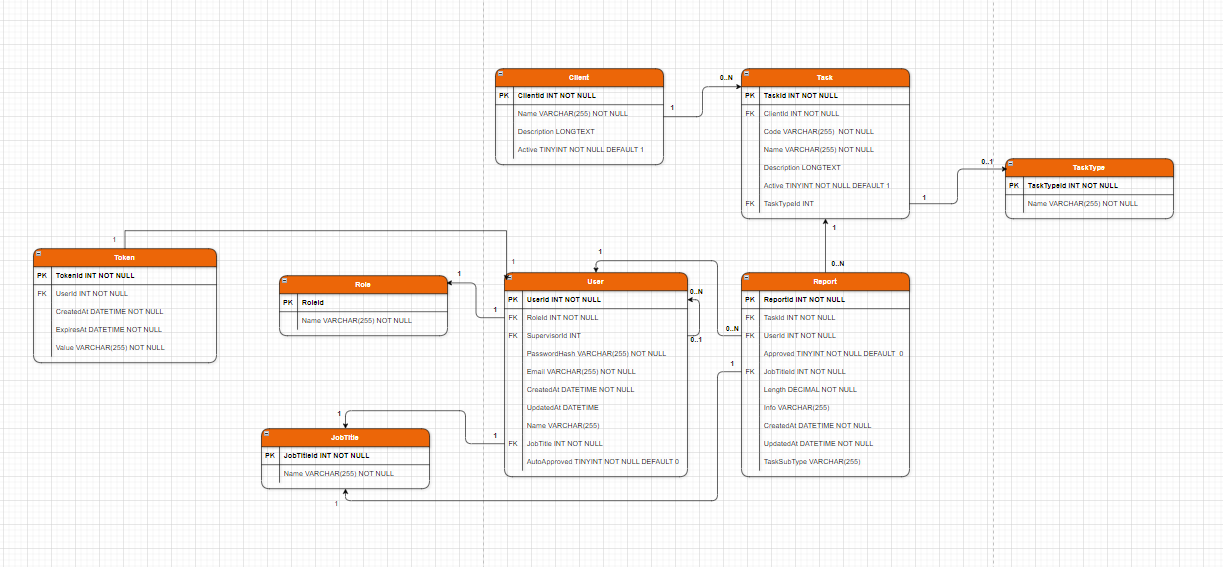 Client
PK ClientId INT NOT NULL
Name VARCHAR(255) NOT NULL
Description LONGTEXT
Active TINYINT NOT NULL DEFAULT 1
1
0..N
Task
PK TaskId INT NOT NULL
FK ClientId INT NOT NULL
Code VARCHAR(255) NOT NULL
Name VARCHAR(255) NOT NULL
Description LONGTEXT
Active TINYINT NOT NULL DEFAULT 1
FK TaskTypeId INT
1
0..1
TaskType
PK TaskTypeId INT NOT NULL
Name VARCHAR(255) NOT NULL
1
0..N
1
Token
PK TokenId INT NOT NULL
FK UserId INT NOT NULL
CreatedAt DATETIME NOT NULL
ExpiresAt DATETIME NOT NULL
Value VARCHAR(255) NOT NULL
1
Role
PK RoleId
Name VARCHAR(255) NOT NULL
1
1
1
1
User
PK UserId INT NOT NULL
FK RoleId INT NOT NULL
FK SupervisorId INT
PasswordHash VARCHAR(255) NOT NULL
Email VARCHAR(255) NOT NULL
CreatedAt DATETIME NOT NULL
UpdatedAt DATETIME
Name VARCHAR(255)
FK JobTitle INT NOT NULL
AutoApproved TINYINT NOT NULL DEFAULT 0
0..N
0..1
0..N
1
Report
PK ReportId INT NOT NULL
FK TaskId INT NOT NULL
FK UserId INT NOT NULL
Approved TINYINT NOT NULL DEFAULT 0
FK JobTitleId INT NOT NULL
Length DECIMAL NOT NULL
Info VARCHAR(255)
CreatedAt DATETIME NOT NULL
UpdatedAt DATETIME NOT NULL
TaskSubType VARCHAR(255)
1
1
JobTitle
PK JobTitleId INT NOT NULL
Name VARCHAR(255) NOT NULL
1